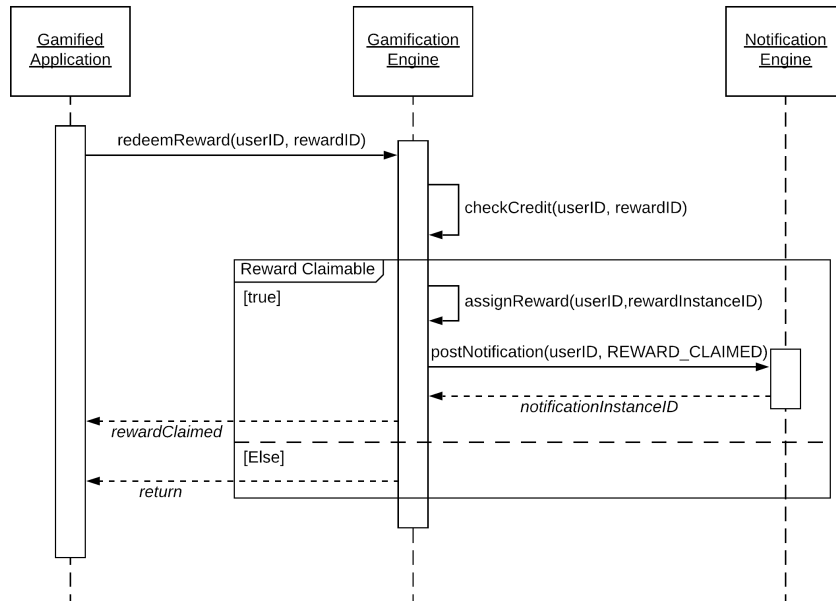 Gamified
Application
Gamification
Engine
Notification
Engine
redeemReward(userID, rewardID)
checkCredit(userID, rewardID)
Reward Claimable
[true]
assignReward(userID,rewardInstanceID)
postNotification(userID, REWARD_CLAIMED)
notificationInstanceID
rewardClaimed
[Else]
return